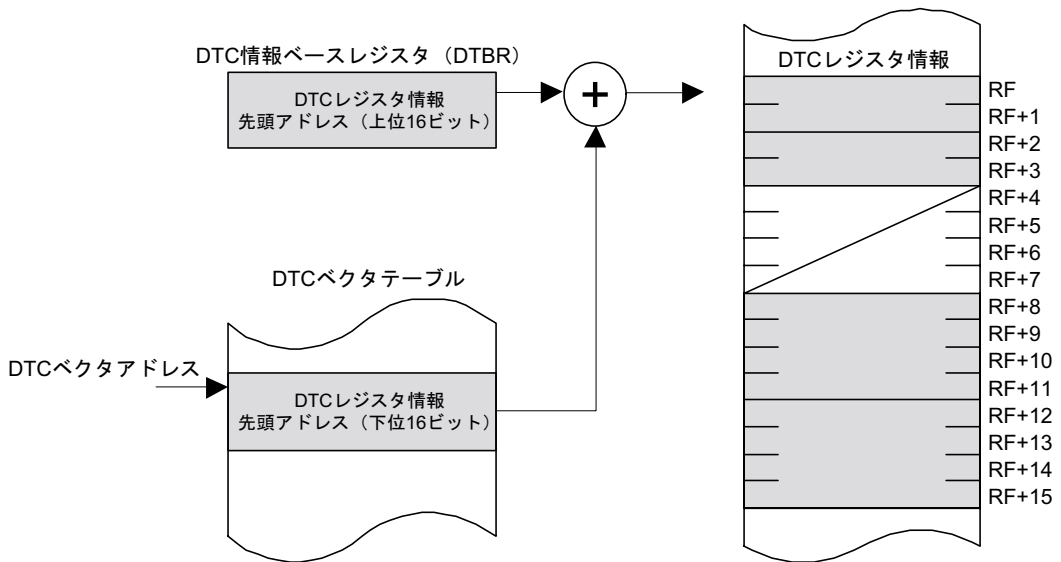 DTC情報ベースレジスタ（DTBR）
DTCレジスタ情報
先頭アドレス（上位16ビット）
+
DTCベクタテーブル
DTCベクタアドレス
DTCレジスタ情報
先頭アドレス（下位16ビット）
DTCレジスタ情報
RF
RF+1
RF+2
RF+3
RF+4
RF+5
RF+6
RF+7
RF+8
RF+9
RF+10
RF+11
RF+12
RF+13
RF+14
RF+15